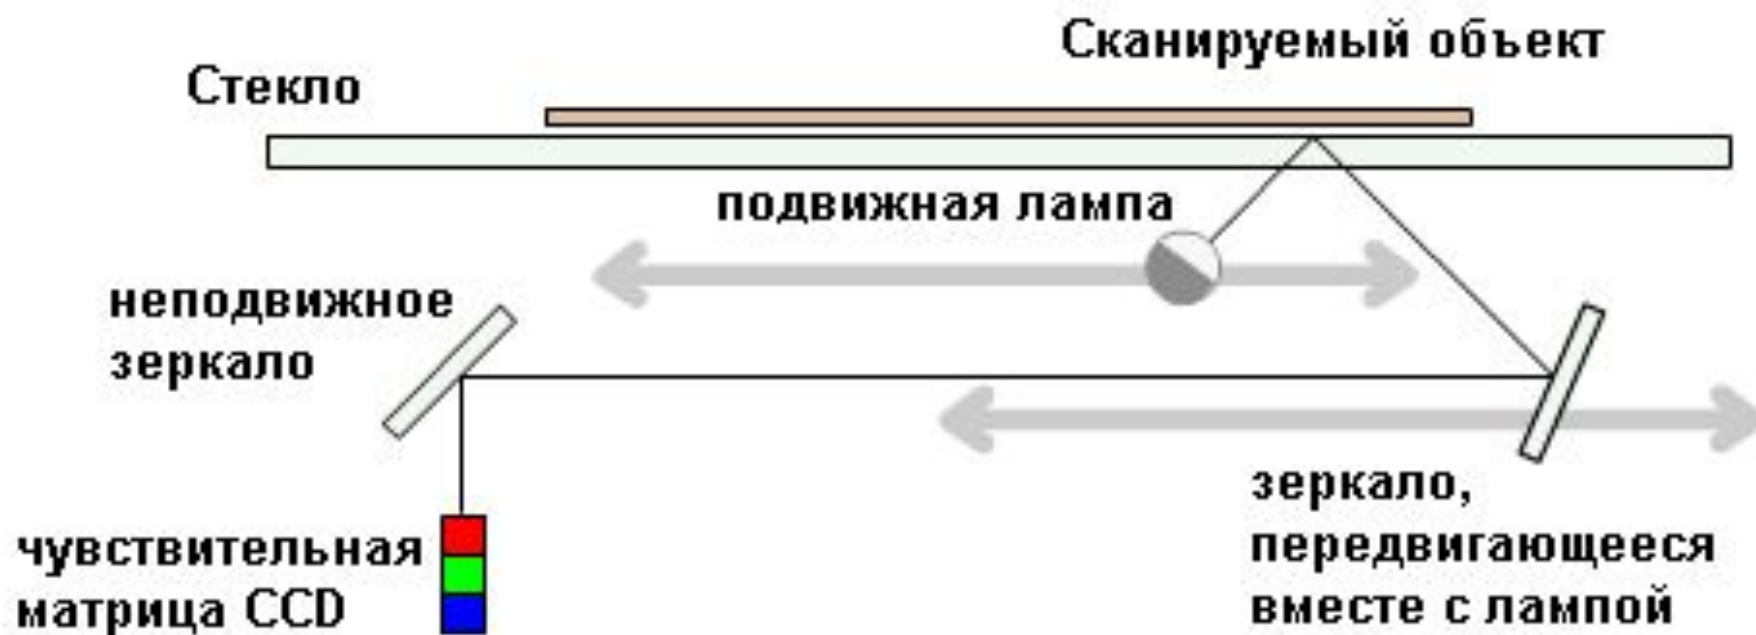 Сканируемый объект
Стекло
подвижная лампа
неподвижное
зеркало
зеркало,
передвигающееся
вместе с лампой
чувствительная
матрица CCD